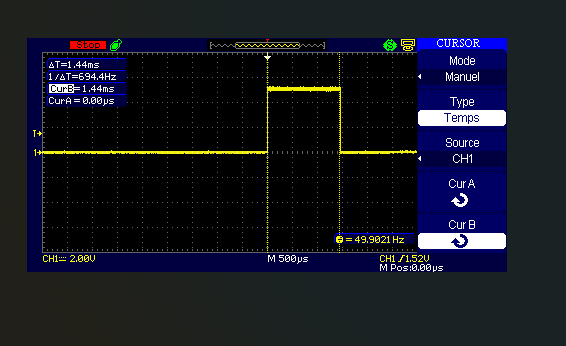 Stop
CURSOR
ΔT=1.44ms
1/ΔT=694.4Hz
CurB=1.44ms
CurA=0.00µs
Mode
Manuel
Type
Temps
Source
CH1
Cur A
Cur B
T
1
= 49.9021Hz
CH1 2.00V
M 500µs
CH1 /1.52V
M Pos:0.00µs